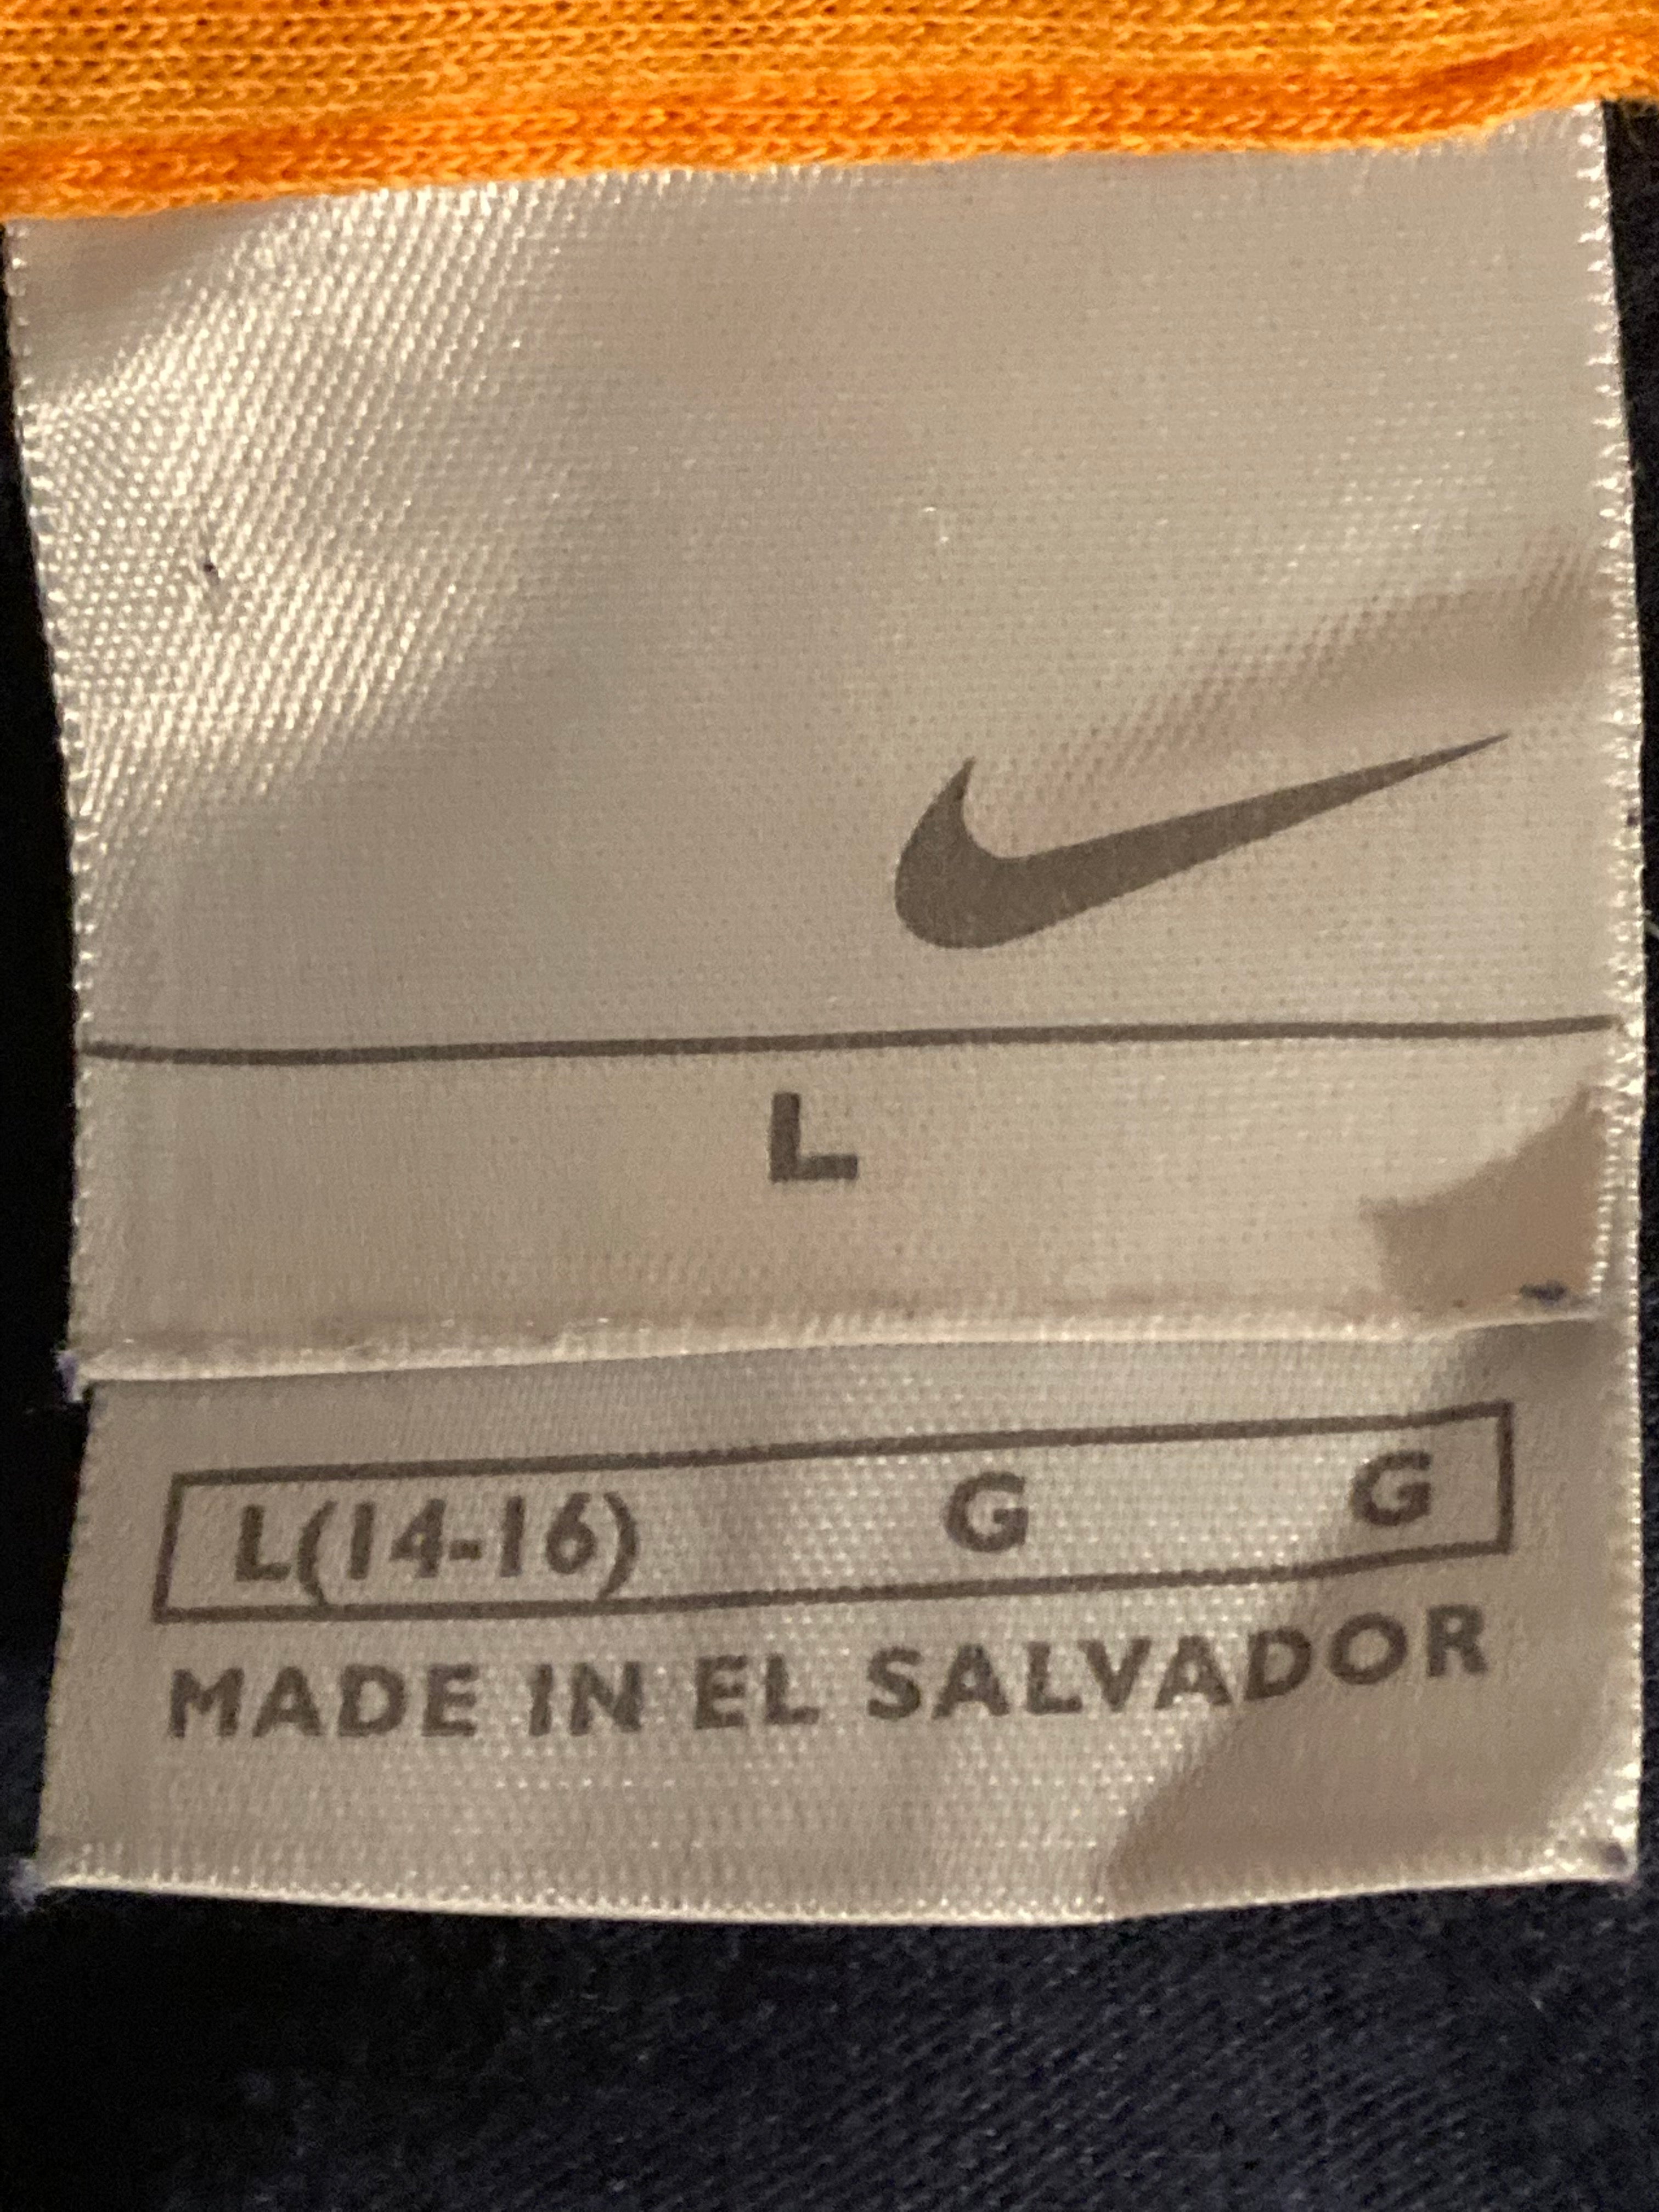 L
L(14-16) G G
MADE IN EL SALVADOR